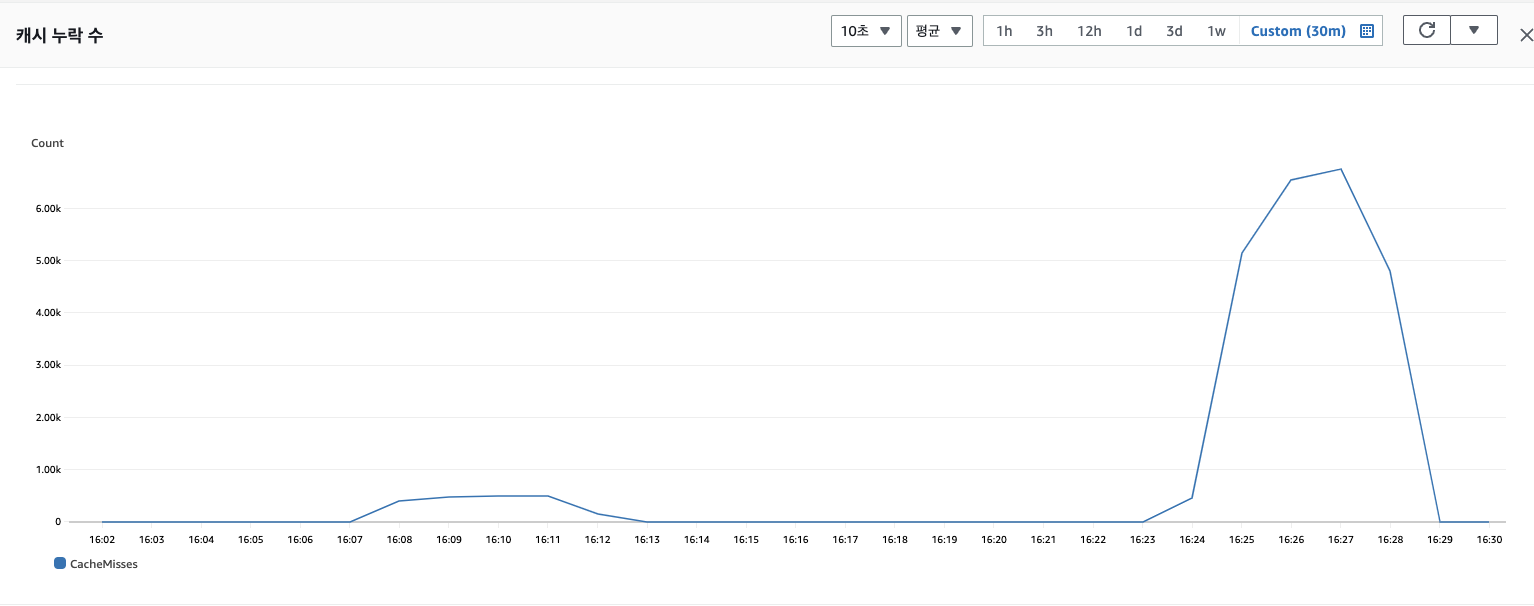 캐시 누락 수
10초 평균 1h 3h 12h 1d 3d 1w Custom (30m)
Count
6.00k
5.00k
4.00k
3.00k
2.00k
1.00k
0
16:02 16:03 16:04 16:05 16:06 16:07 16:08 16:09 16:10 16:11 16:12 16:13 16:14 16:15 16:16 16:17 16:18 16:19 16:20 16:21 16:22 16:23 16:24 16:25 16:26 16:27 16:28 16:29 16:30
CacheMisses